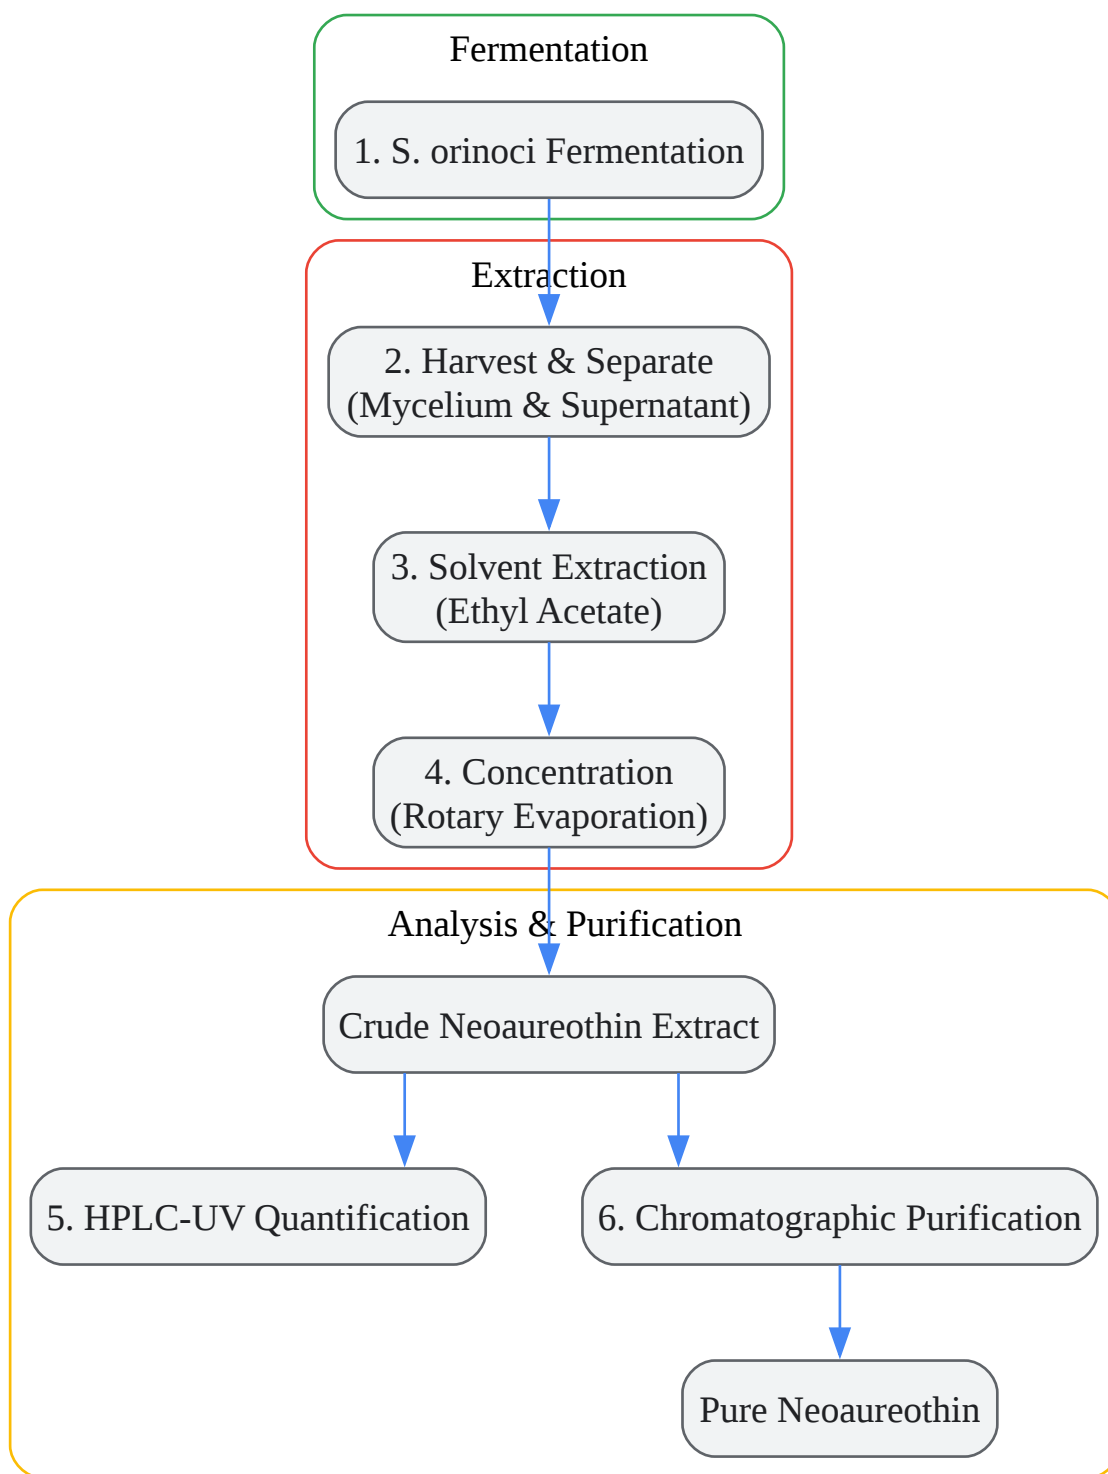 Fermentation
1. S. orinoci Fermentation
Extraction
2. Harvest & Separate
(Mycelium & Supernatant)
3. Solvent Extraction
(Ethyl Acetate)
4. Concentration
(Rotary Evaporation)
Analysis & Purification
Crude Neoaureothin Extract
5. HPLC-UV Quantification
6. Chromatographic Purification
Pure Neoaureothin